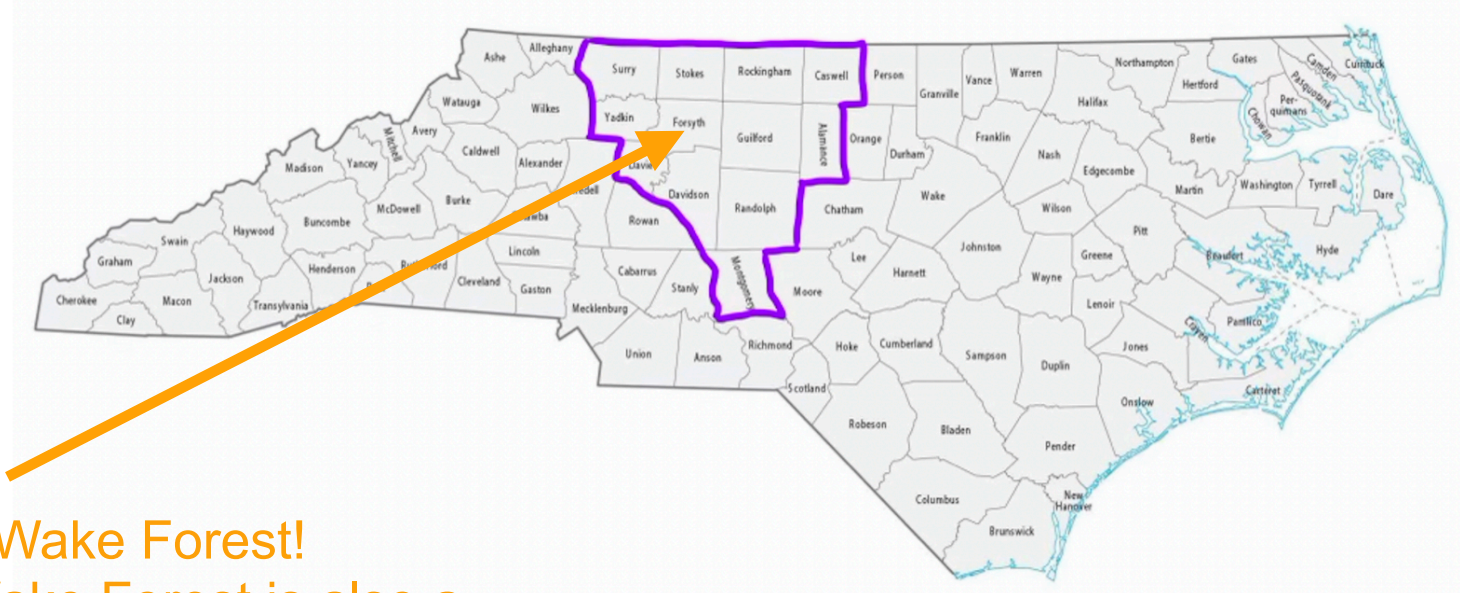 Alleghany
Ashe
Surry
Stokes
Rockingham
Caswell
Person
Granville
Vance
Warren
Northampton
Hertford
Gates
Camden
Pasquotank
Currituck
Per-
quimans
Chowan
Watauga
Wilkes
Yadkin
Forsyth
Guilford
Alamance
Orange
Durham
Franklin
Halifax
Nash
Edgecombe
Bertie
Martin
Washington
Tyrrell
Dare
Mitchell
Avery
Caldwell
Alexander
Davie
Davidson
Randolph
Chatham
Wake
Wilson
Madison
Yancey
McDowell
Burke
Rowan
Pitt
Hyde
Beaufort
Haywood
Buncombe
Swain
Graham
Jackson
Henderson
Lincoln
Cleveland
Gaston
Cabarrus
Stanly
Montgomery
Moore
Lee
Harnett
Johnston
Wayne
Greene
Lenoir
Craven
Pamlico
Cherokee
Clay
Macon
Transylvania
Mecklenburg
Union
Anson
Richmond
Scotland
Hoke
Cumberland
Sampson
Duplin
Jones
Onslow
Carteret
Robeson
Bladen
Pender
Columbus
Brunswick
New
Hanover
Wake Forest!